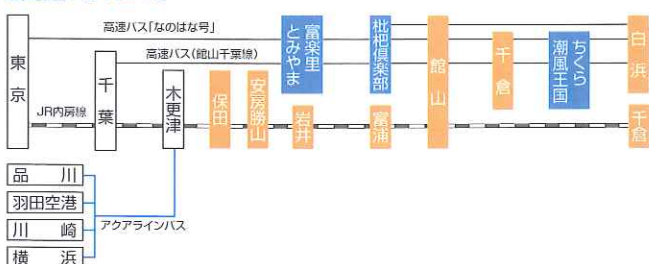 高速バス「なのはな号」
高速バス(館山千葉線)
東京
千葉
木更津
保田
安房勝山
富楽里とみやま
岩井
枇杷倶楽部
富浦
館山
千倉
ちくら潮風王国
白浜
千倉
JR内房線
品川
羽田空港
川崎
横浜
アクアラインバス